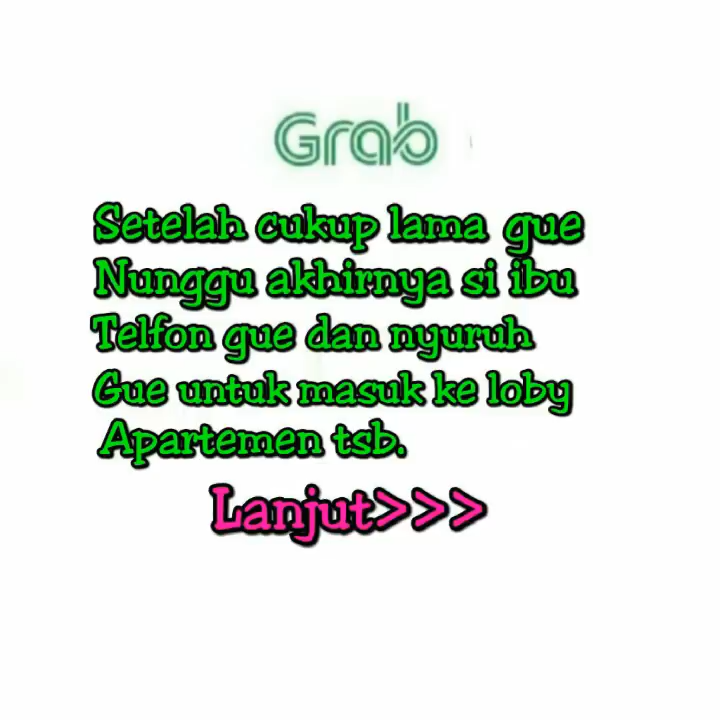 Grab
Setelah cukup lama gue
Nunggu akhirnya si ibu
Telfon gue dan nyuruh
Gue untuk masuk ke loby
Apartemen tsb.
Lanjut>>>